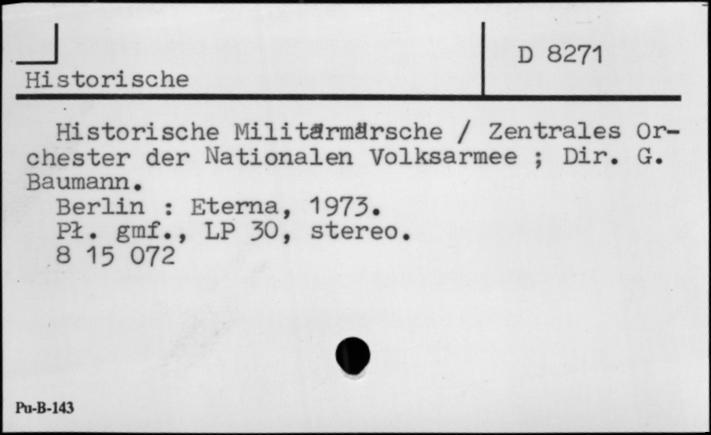 D 8271
Historische
Historische Militärmärsche / Zentrales Or-
chester der Nationalen Volksarmee ; Dir. G.
Baumann.
Berlin : Eterna, 1973.
Pł. gmf., LP 30, stereo.
8 15 072
Pu-B-143